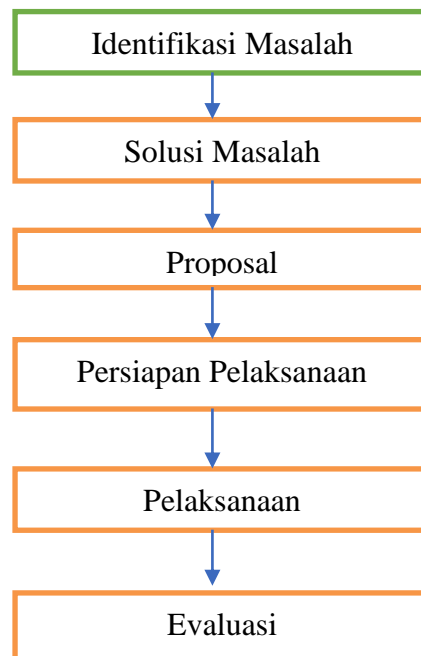 Identifikasi Masalah
Solusi Masalah
Proposal
Persiapan Pelaksanaan
Pelaksanaan
Evaluasi